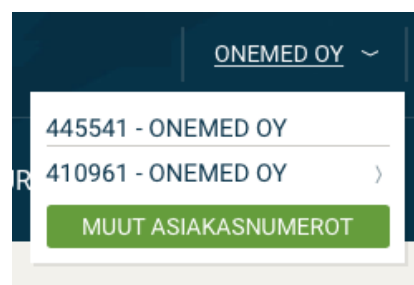 ONEMED OY
445541 - ONEMED OY
410961 - ONEMED OY
MUUT ASIAKASNUMEROT